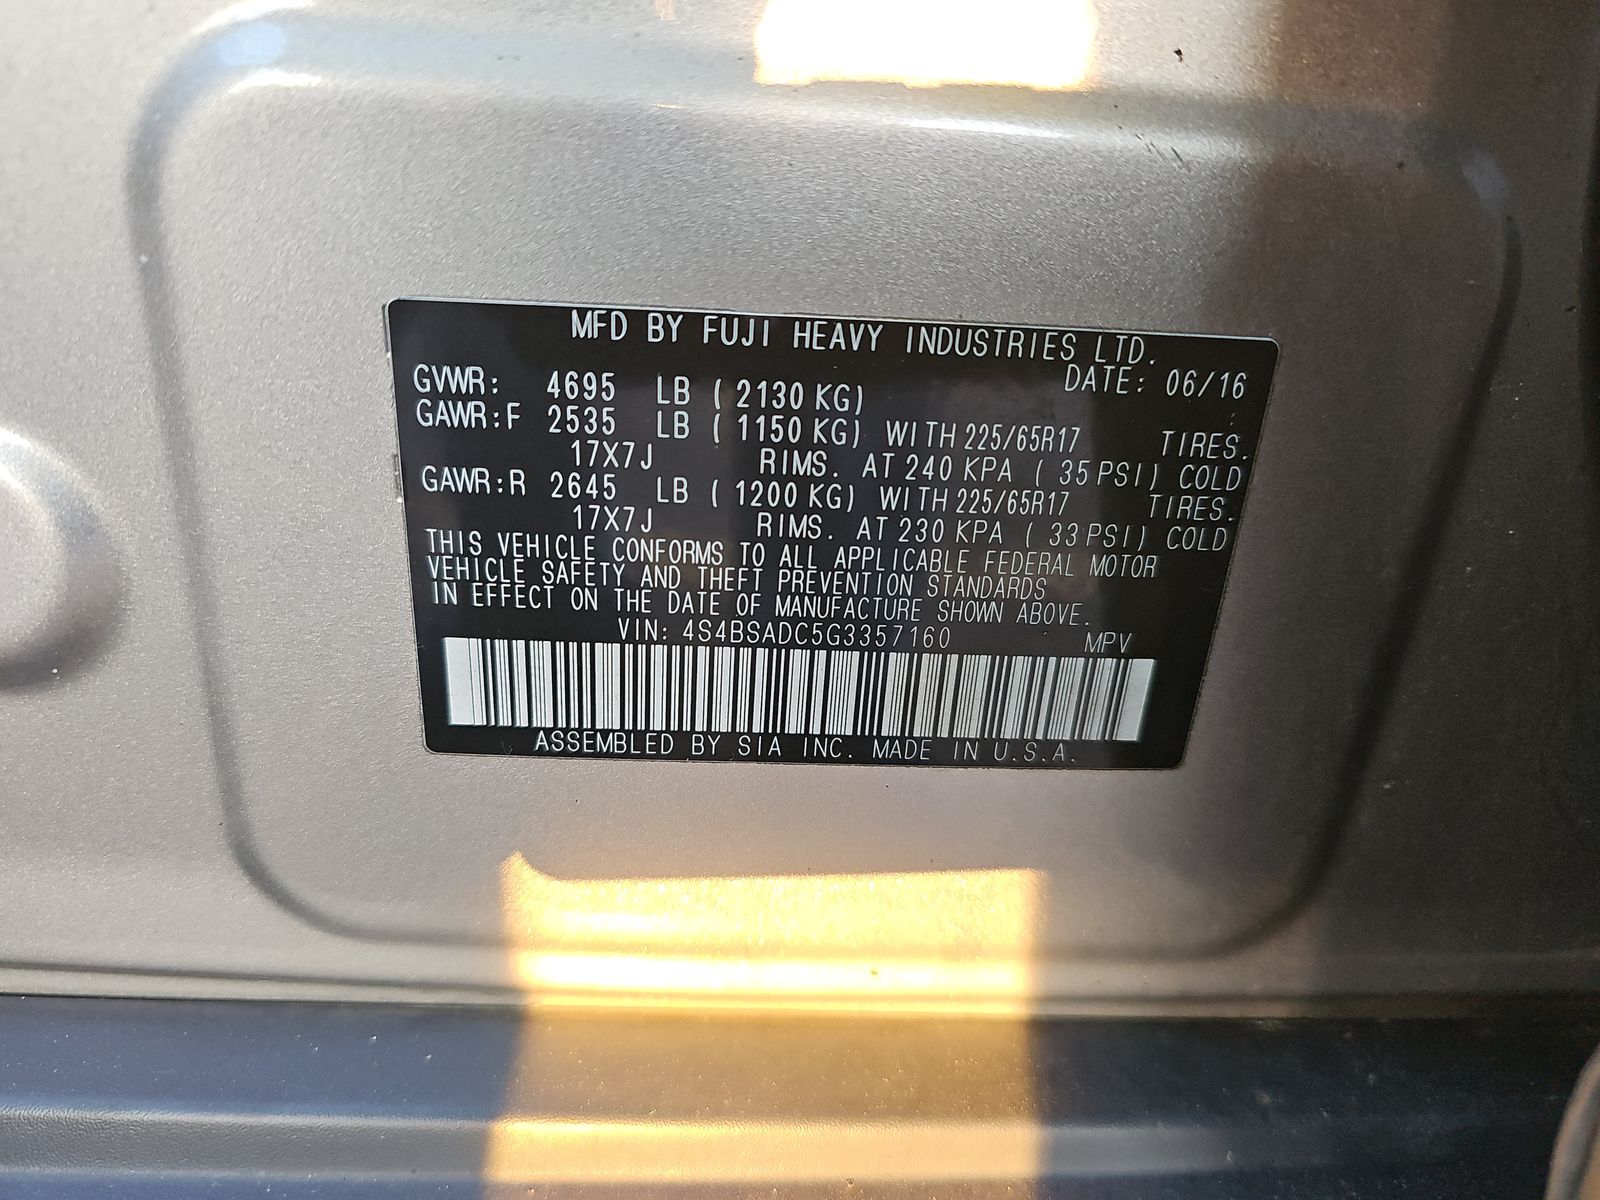 MFD BY FUJI HEAVY INDUSTRIES LTD.
DATE: 06/16
GVWR: 4695 LB ( 2130 KG)
GAWR:F 2535 LB ( 1150 KG) WITH 225/65R17 TIRES.
17X7J RIMS. AT 240 KPA ( 35 PSI) COLD
GAWR:R 2645 LB ( 1200 KG) WITH 225/65R17 TIRES.
17X7J RIMS. AT 230 KPA ( 33 PSI) COLD
THIS VEHICLE CONFORMS TO ALL APPLICABLE FEDERAL MOTOR
VEHICLE SAFETY AND THEFT PREVENTION STANDARDS
IN EFFECT ON THE DATE OF MANUFACTURE SHOWN ABOVE.
VIN: 4S4BSADC5G3357160 MPV
ASSEMBLED BY SIA INC. MADE IN U.S.A.